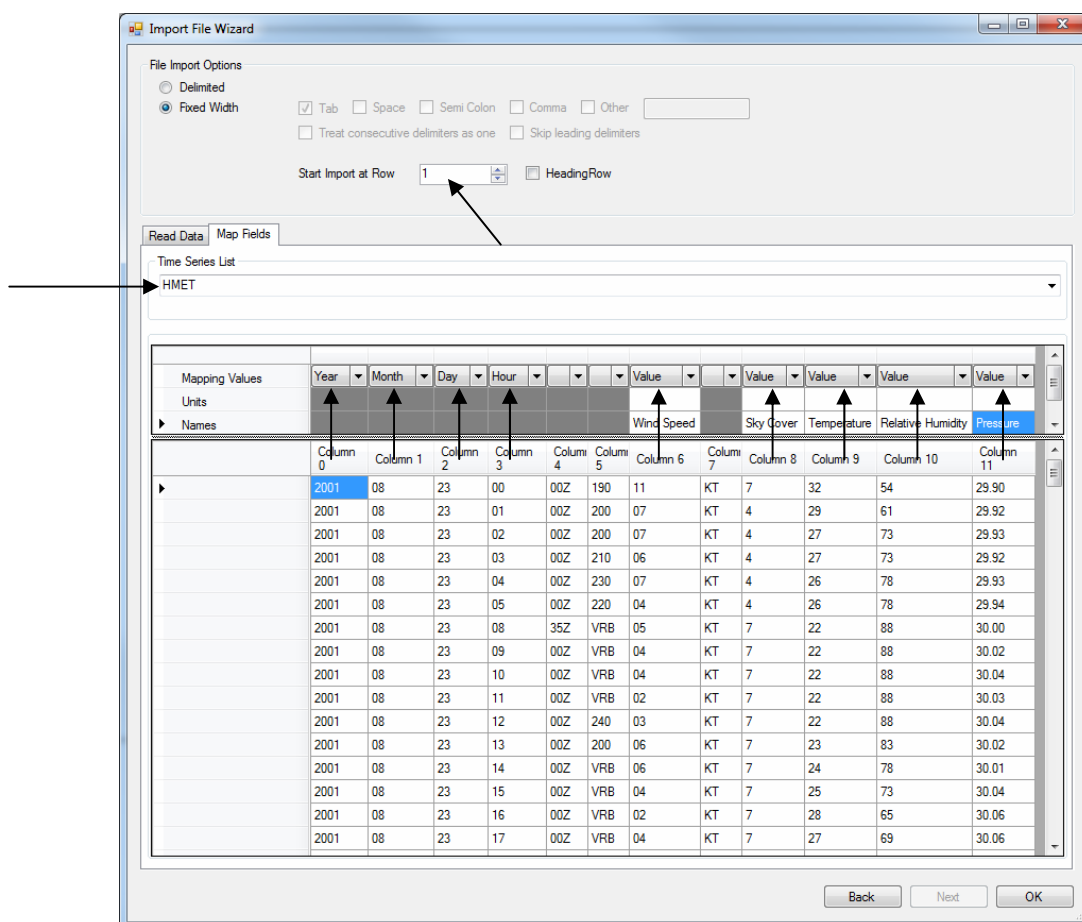 Import File Wizard
File Import Options
Delimited
Fixed Width Tab Space Semi Colon Comma Other
Treat consecutive delimiters as one Skip leading delimiters
Start Import at Row 1 HeadingRow
Read Data Map Fields
Time Series List
HMET
Mapping Values Year Month Day Hour Value Value Value Value Value
Units
Names Wind Speed Sky Cover Temperature Relative Humidity Pressure
Column 0 Column 1 Column 2 Column 3 Colum 4 Colum 5 Column 6 Colum 7 Column 8 Column 9 Column 10 Column 11
2001 08 23 00 00Z 190 11 KT 7 32 54 29.90
2001 08 23 01 00Z 200 07 KT 4 29 61 29.92
2001 08 23 02 00Z 200 07 KT 4 27 73 29.93
2001 08 23 03 00Z 210 06 KT 4 27 73 29.92
2001 08 23 04 00Z 230 07 KT 4 26 78 29.93
2001 08 23 05 00Z 220 04 KT 4 26 78 29.94
2001 08 23 08 35Z VRB 05 KT 7 22 88 30.00
2001 08 23 09 00Z VRB 04 KT 7 22 88 30.02
2001 08 23 10 00Z VRB 04 KT 7 22 88 30.04
2001 08 23 11 00Z VRB 02 KT 7 22 88 30.03
2001 08 23 12 00Z 240 03 KT 7 22 88 30.04
2001 08 23 13 00Z 200 06 KT 7 23 83 30.02
2001 08 23 14 00Z VRB 06 KT 7 24 78 30.01
2001 08 23 15 00Z VRB 04 KT 7 25 73 30.04
2001 08 23 16 00Z VRB 02 KT 7 28 65 30.06
2001 08 23 17 00Z VRB 04 KT 7 27 69 30.06
Back Next OK